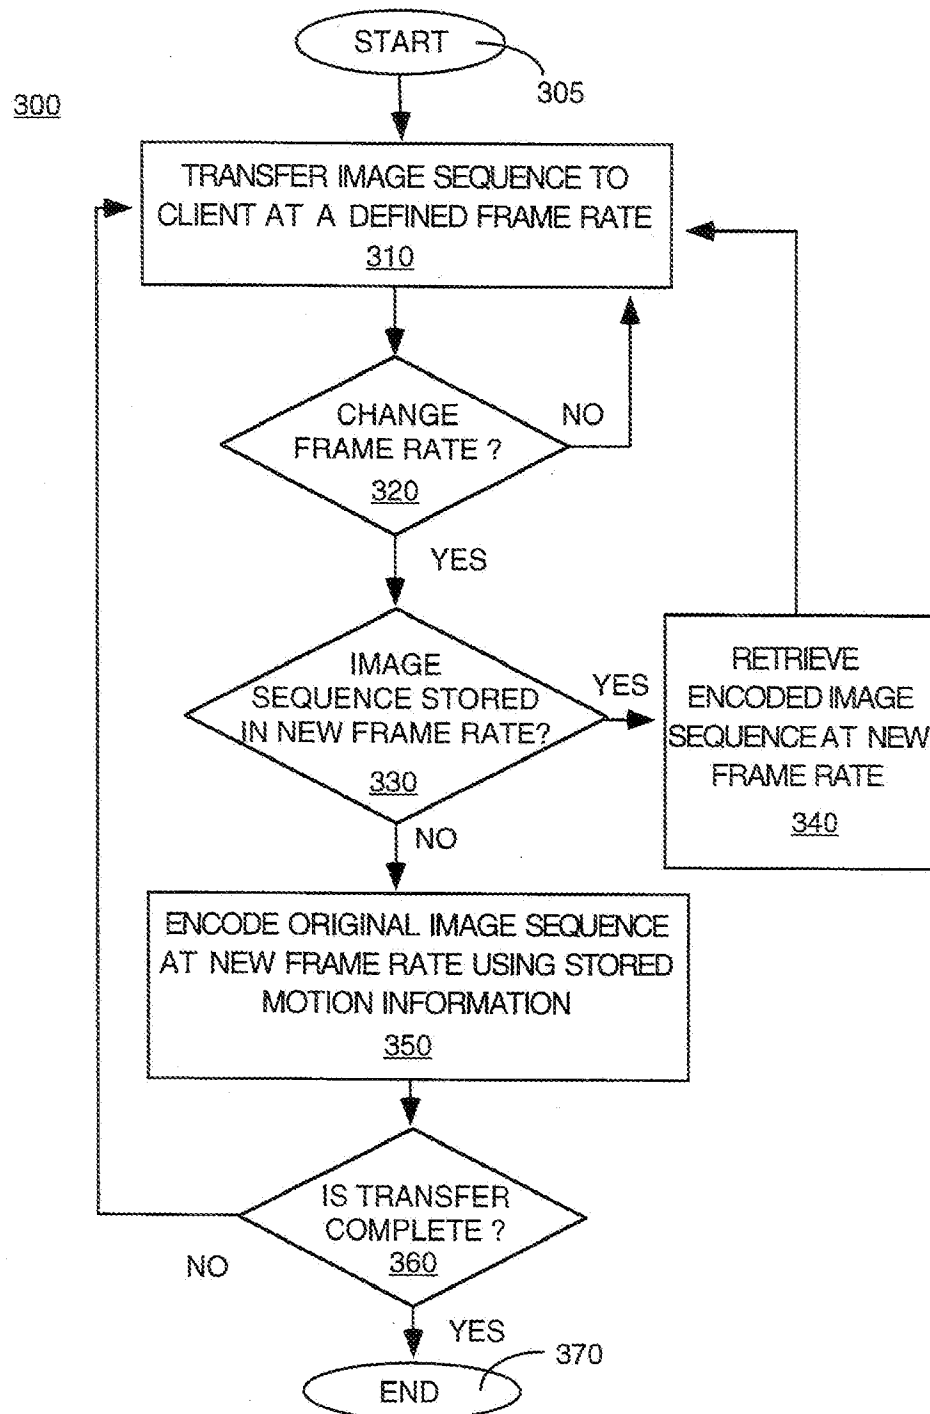 START
305
300
TRANSFER IMAGE SEQUENCE TO
CLIENT AT A DEFINED FRAME RATE
310
CHANGE
FRAME RATE ?
320
NO
YES
IMAGE
SEQUENCE STORED
IN NEW FRAME RATE?
330
YES
RETRIEVE
ENCODED IMAGE
SEQUENCE AT NEW
FRAME RATE
340
NO
ENCODE ORIGINAL IMAGE SEQUENCE
AT NEW FRAME RATE USING STORED
MOTION INFORMATION
350
IS TRANSFER
COMPLETE ?
360
NO
YES
370
END